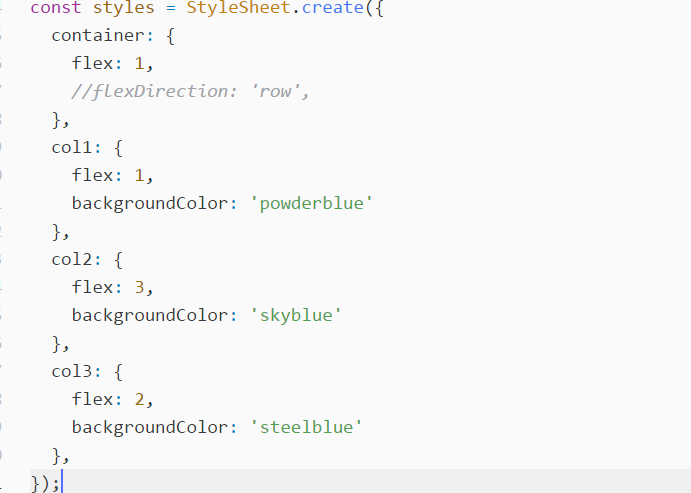 const styles = StyleSheet.create({
  container: {
    flex: 1,
    //flexDirection: 'row',
  },
  col1: {
    flex: 1,
    backgroundColor: 'powderblue'
  },
  col2: {
    flex: 3,
    backgroundColor: 'skyblue'
  },
  col3: {
    flex: 2,
    backgroundColor: 'steelblue'
  },
});